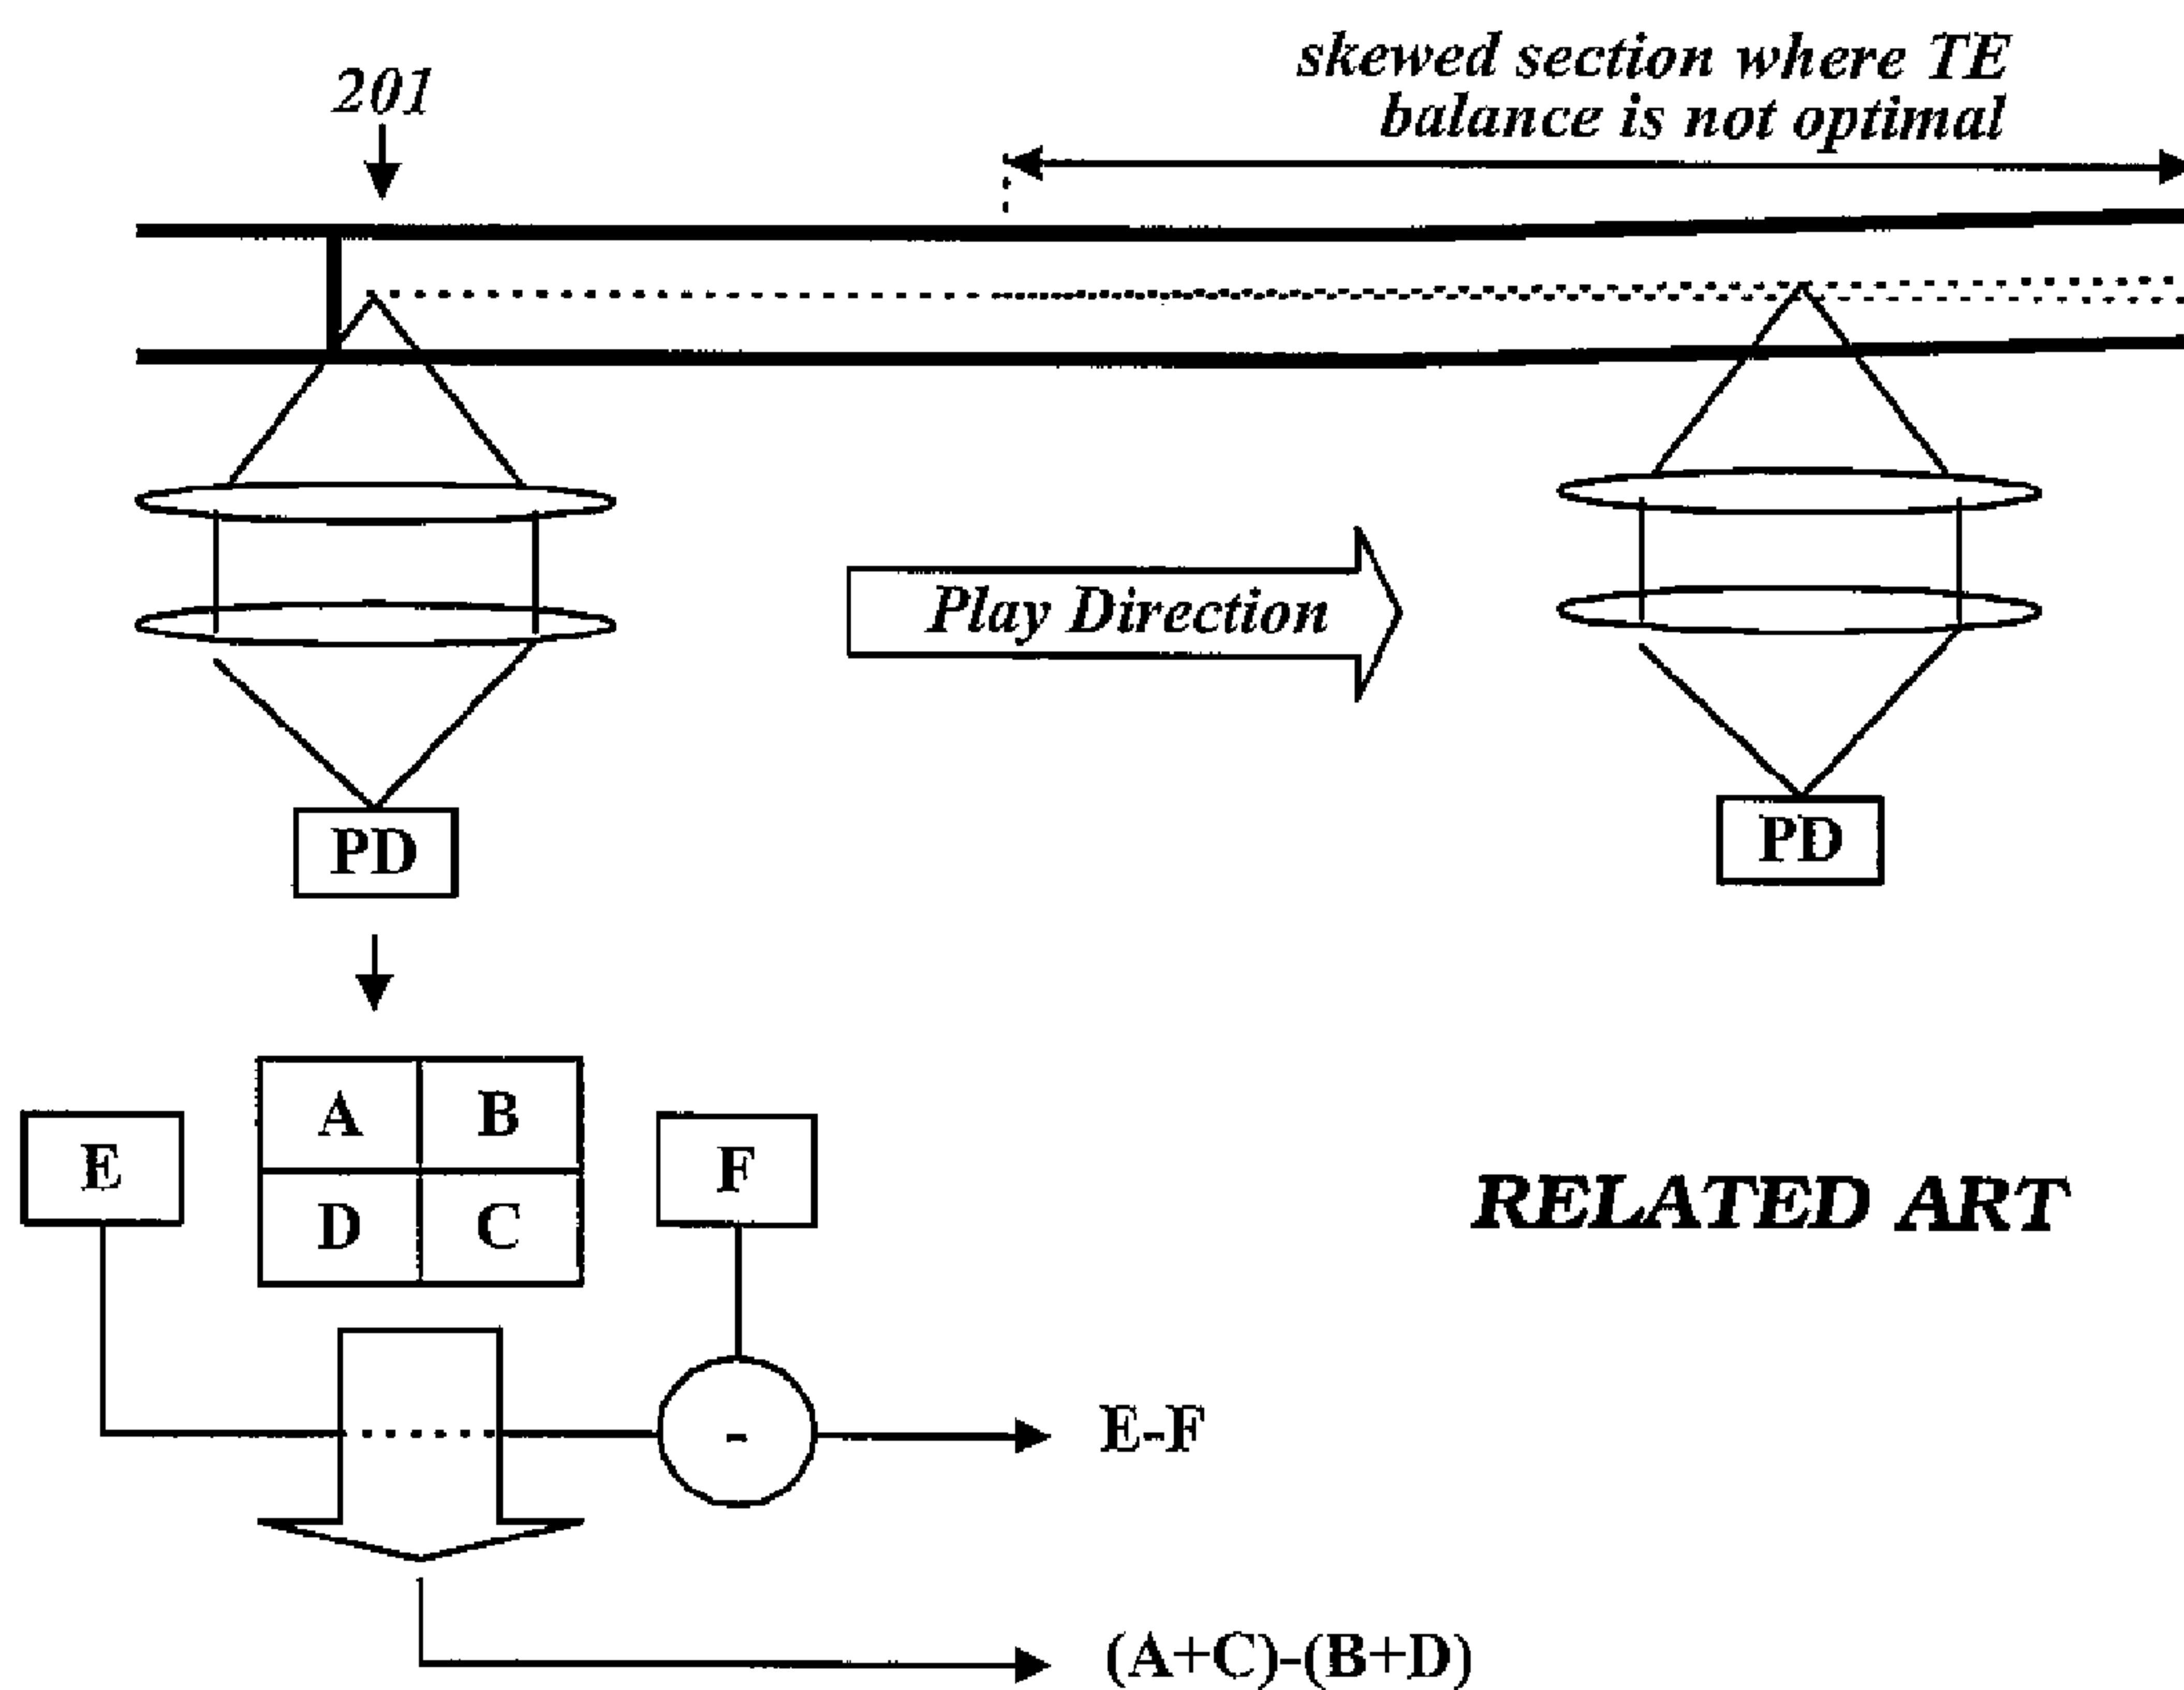 201
skewed section where TE
balance is not optimal
Play Direction
PD
PD
A
B
E
F
D
C
RELATED ART
-
E-F
(A+C)-(B+D)